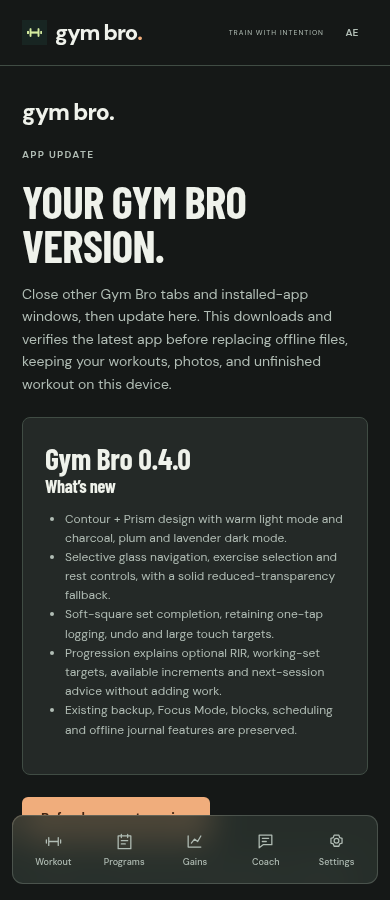 gym bro.
TRAIN WITH INTENTION
AE
gym bro.
APP UPDATE
YOUR GYM BRO
VERSION.
Close other Gym Bro tabs and installed-app
windows, then update here. This downloads and
verifies the latest app before replacing offline files,
keeping your workouts, photos, and unfinished
workout on this device.
Gym Bro 0.4.0
What's new
• Contour + Prism design with warm light mode and
charcoal, plum and lavender dark mode.
• Selective glass navigation, exercise selection and
rest controls, with a solid reduced-transparency
fallback.
• Soft-square set completion, retaining one-tap
logging, undo and large touch targets.
• Progression explains optional RIR, working-set
targets, available increments and next-session
advice without adding work.
• Existing backup, Focus Mode, blocks, scheduling
and offline journal features are preserved.
Workout
Programs
Gains
Coach
Settings